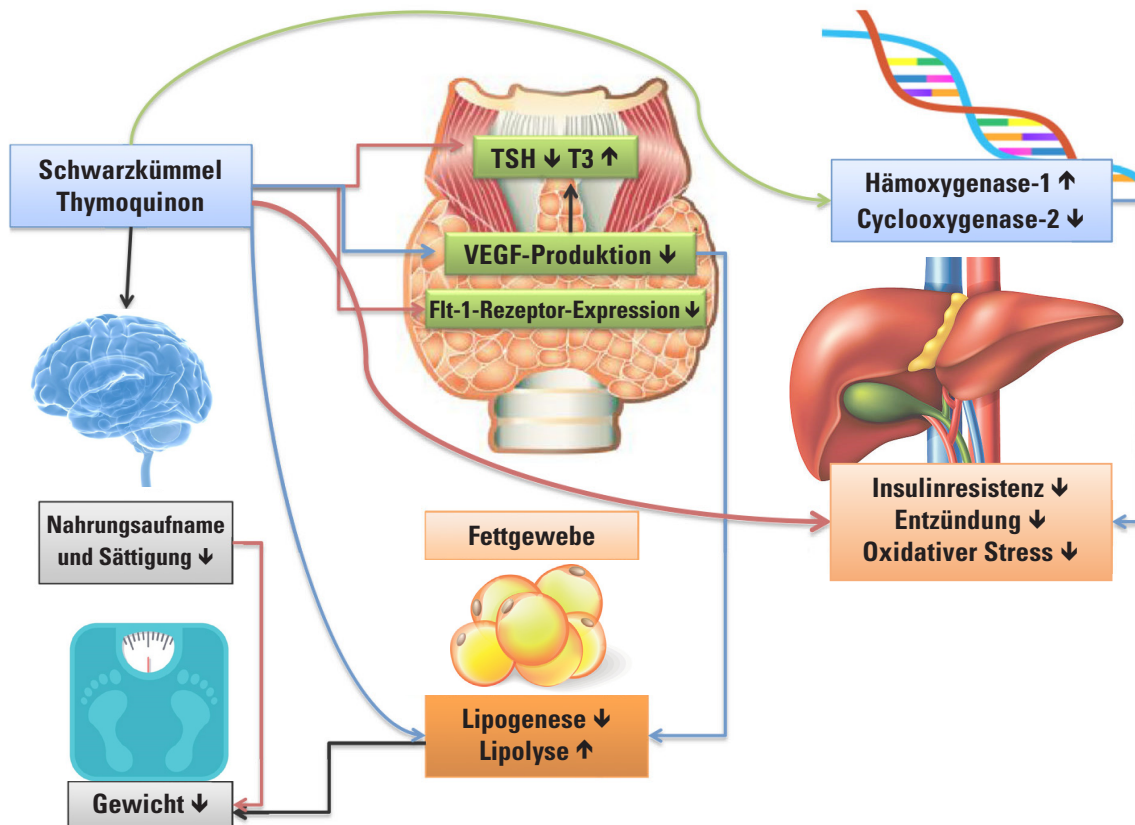 Schwarzkümmel
Thymoquinon
TSH ↓ T3 ↑
VEGF-Produktion ↓
Flt-1-Rezeptor-Expression ↓
Hämoxygenase-1 ↑
Cyclooxygenase-2 ↓
Insulinresistenz ↓
Entzündung ↓
Oxidativer Stress ↓
Nahrungsaufname
und Sättigung ↓
Fettgewebe
Lipogenese ↓
Lipolyse ↑
Gewicht ↓